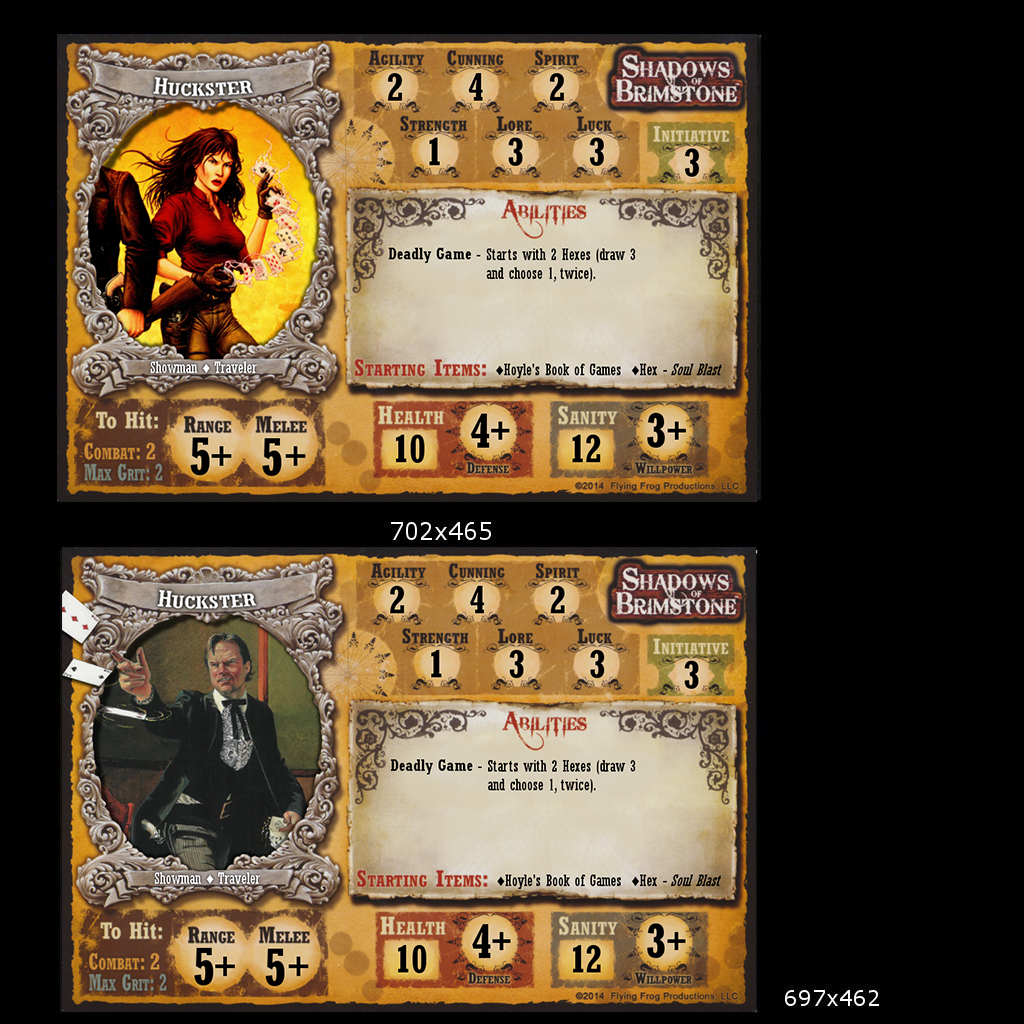 Huckster
Agility Cunning Spirit
2 4 2
Strength Lore Luck
1 3 3
Shadows
of
Brimstone
Initiative
3
Abilities
Deadly Game - Starts with 2 Hexes (draw 3
and choose 1, twice).
Starting Items: ♦Hoyle's Book of Games ♦Hex - Soul Blast
Showman ♦ Traveler
To Hit:
Combat: 2
Max Grit: 2
Range Melee
5+ 5+
Health
10
4+
Defense
Sanity
12
3+
Willpower
©2014 Flying Frog Productions, LLC
702x465
Huckster
Agility Cunning Spirit
2 4 2
Strength Lore Luck
1 3 3
Shadows
of
Brimstone
Initiative
3
Abilities
Deadly Game - Starts with 2 Hexes (draw 3
and choose 1, twice).
Starting Items: ♦Hoyle's Book of Games ♦Hex - Soul Blast
Showman ♦ Traveler
To Hit:
Combat: 2
Max Grit: 2
Range Melee
5+ 5+
Health
10
4+
Defense
Sanity
12
3+
Willpower
©2014 Flying Frog Productions, LLC
697x462